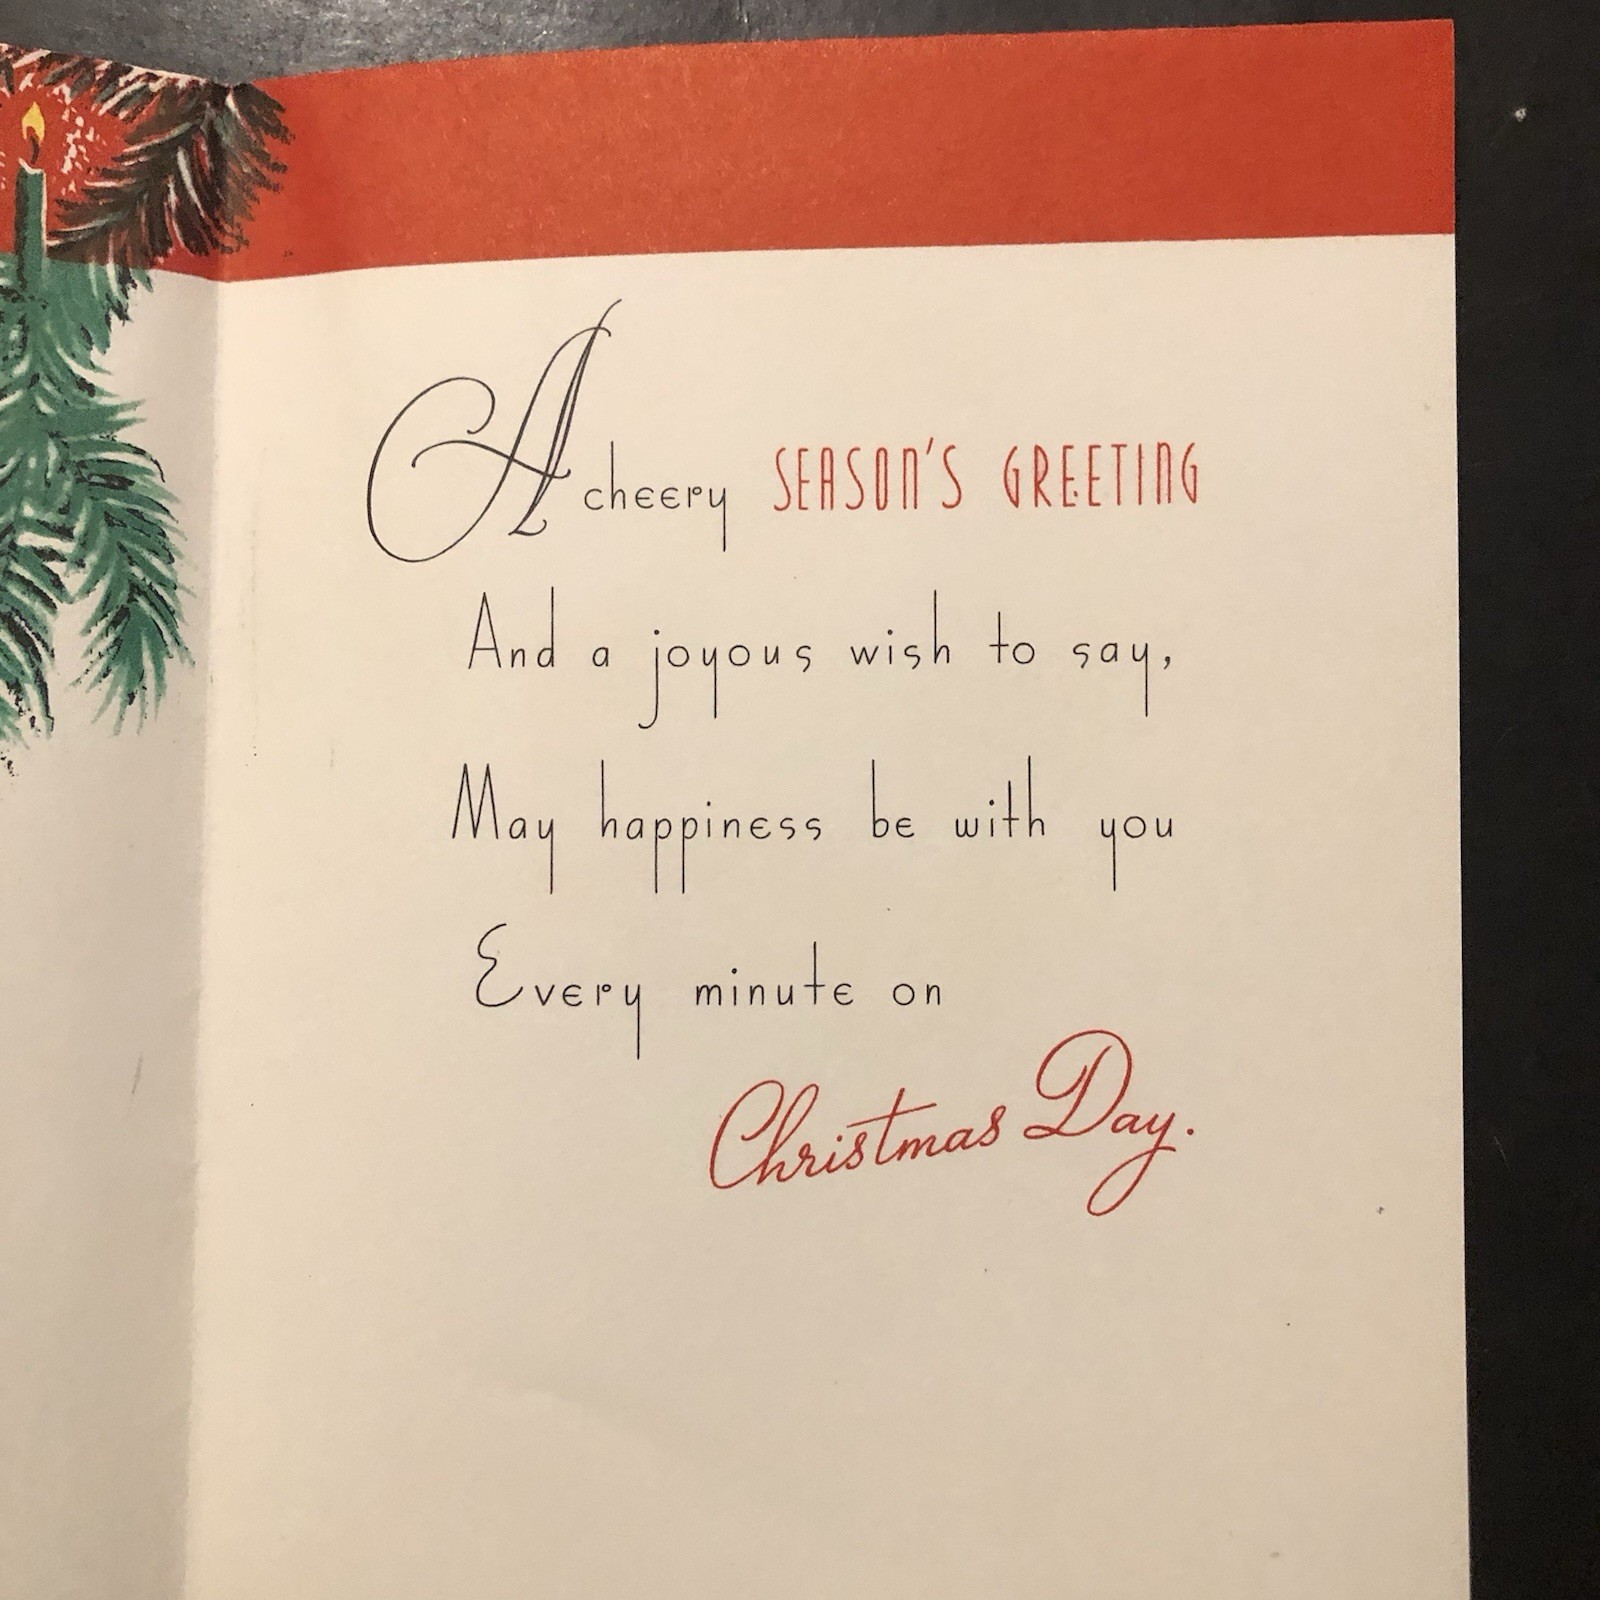 A cheery SEASON'S GREETING
And a joyous wish to say,
May happiness be with you
Every minute on
Christmas Day.